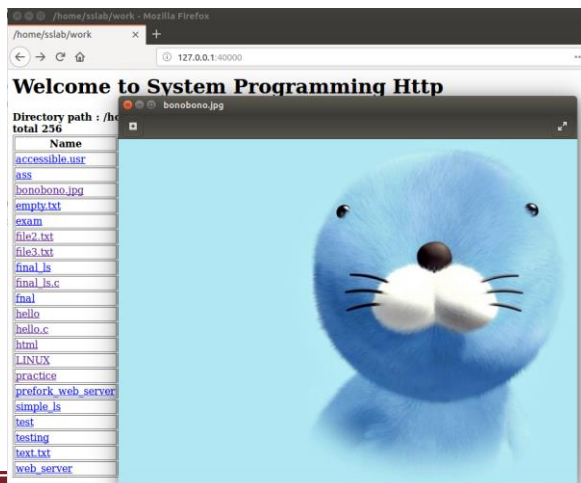 /home/sslab/work - Mozilla Firefox
/home/sslab/work
127.0.0.1:40000
Welcome to System Programming Http
bonobono.jpg
Directory path : /ho
total 256
Name
accessible.usr
ass
bonobono.jpg
empty.txt
exam
file2.txt
file3.txt
final_ls
final_ls.c
fnal
hello
hello.c
html
LINUX
practice
prefork_web_server
simple_ls
test
testing
text.txt
web_server